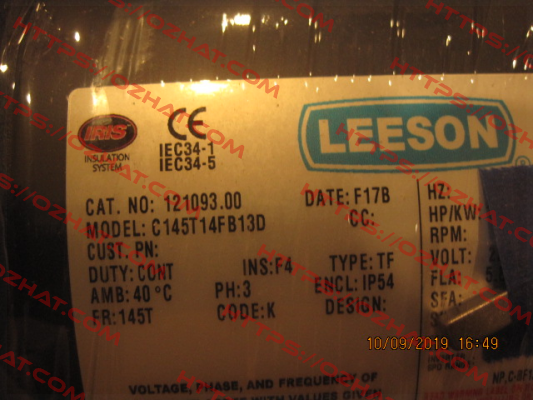 IRIS
INSULATION
SYSTEM
CE
IEC34-1
IEC34-5
LEESON
®
CAT. NO: 121093.00
DATE: F17B
MODEL: C145T14FB13D
CC:
CUST. PN:
DUTY: CONT
INS: F4
TYPE: TF
AMB: 40°C
PH: 3
ENCL: IP54
FR: 145T
CODE: K
DESIGN:
HZ:
HP/KW:
RPM:
VOLT:
FLA:
SFA:
VOLTAGE, PHASE, AND FREQUENCY OF
10/09/2019 16:49
HTTPS://OZHAT.COM